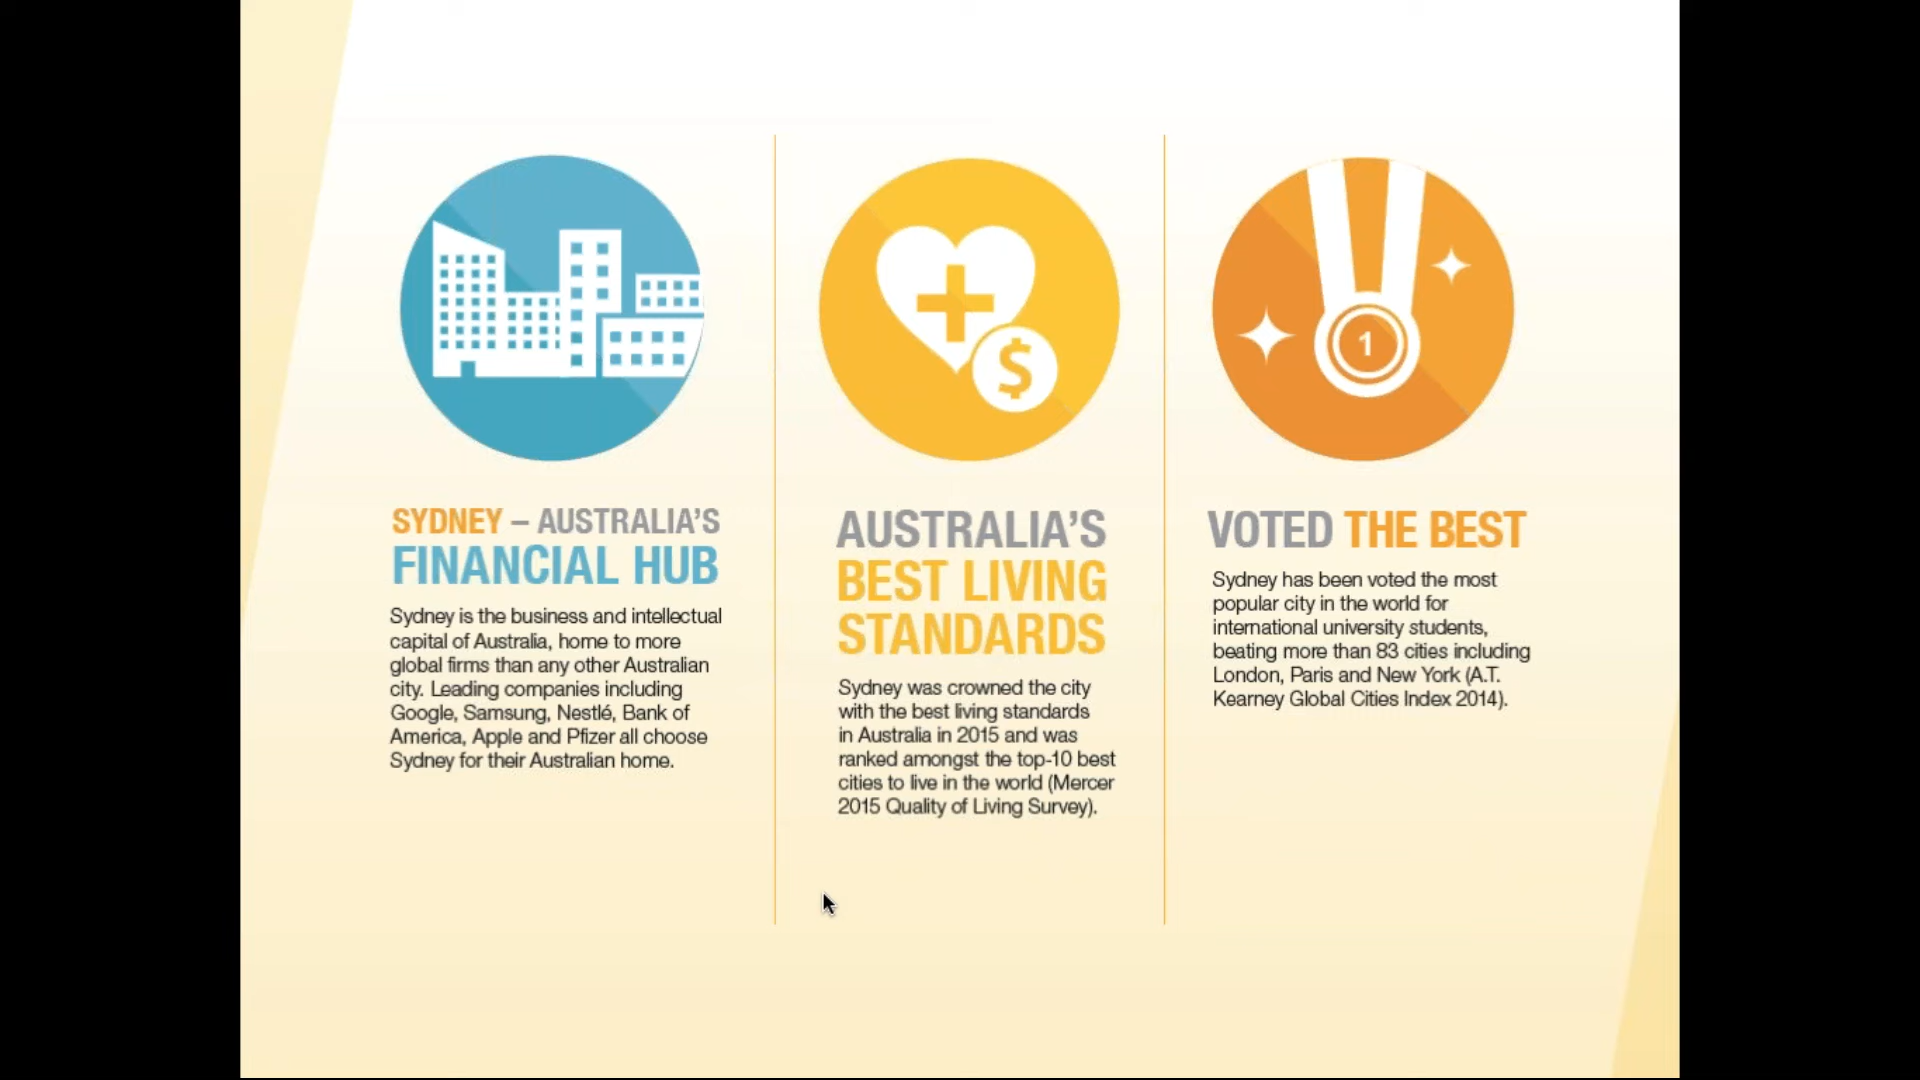 SYDNEY – AUSTRALIA'S
FINANCIAL HUB
Sydney is the business and intellectual
capital of Australia, home to more
global firms than any other Australian
city. Leading companies including
Google, Samsung, Nestlé, Bank of
America, Apple and Pfizer all choose
Sydney for their Australian home.
$
AUSTRALIA'S
BEST LIVING
STANDARDS
Sydney was crowned the city
with the best living standards
in Australia in 2015 and was
ranked amongst the top-10 best
cities to live in the world (Mercer
2015 Quality of Living Survey).
1
VOTED THE BEST
Sydney has been voted the most
popular city in the world for
international university students,
beating more than 83 cities including
London, Paris and New York (A.T.
Kearney Global Cities Index 2014).